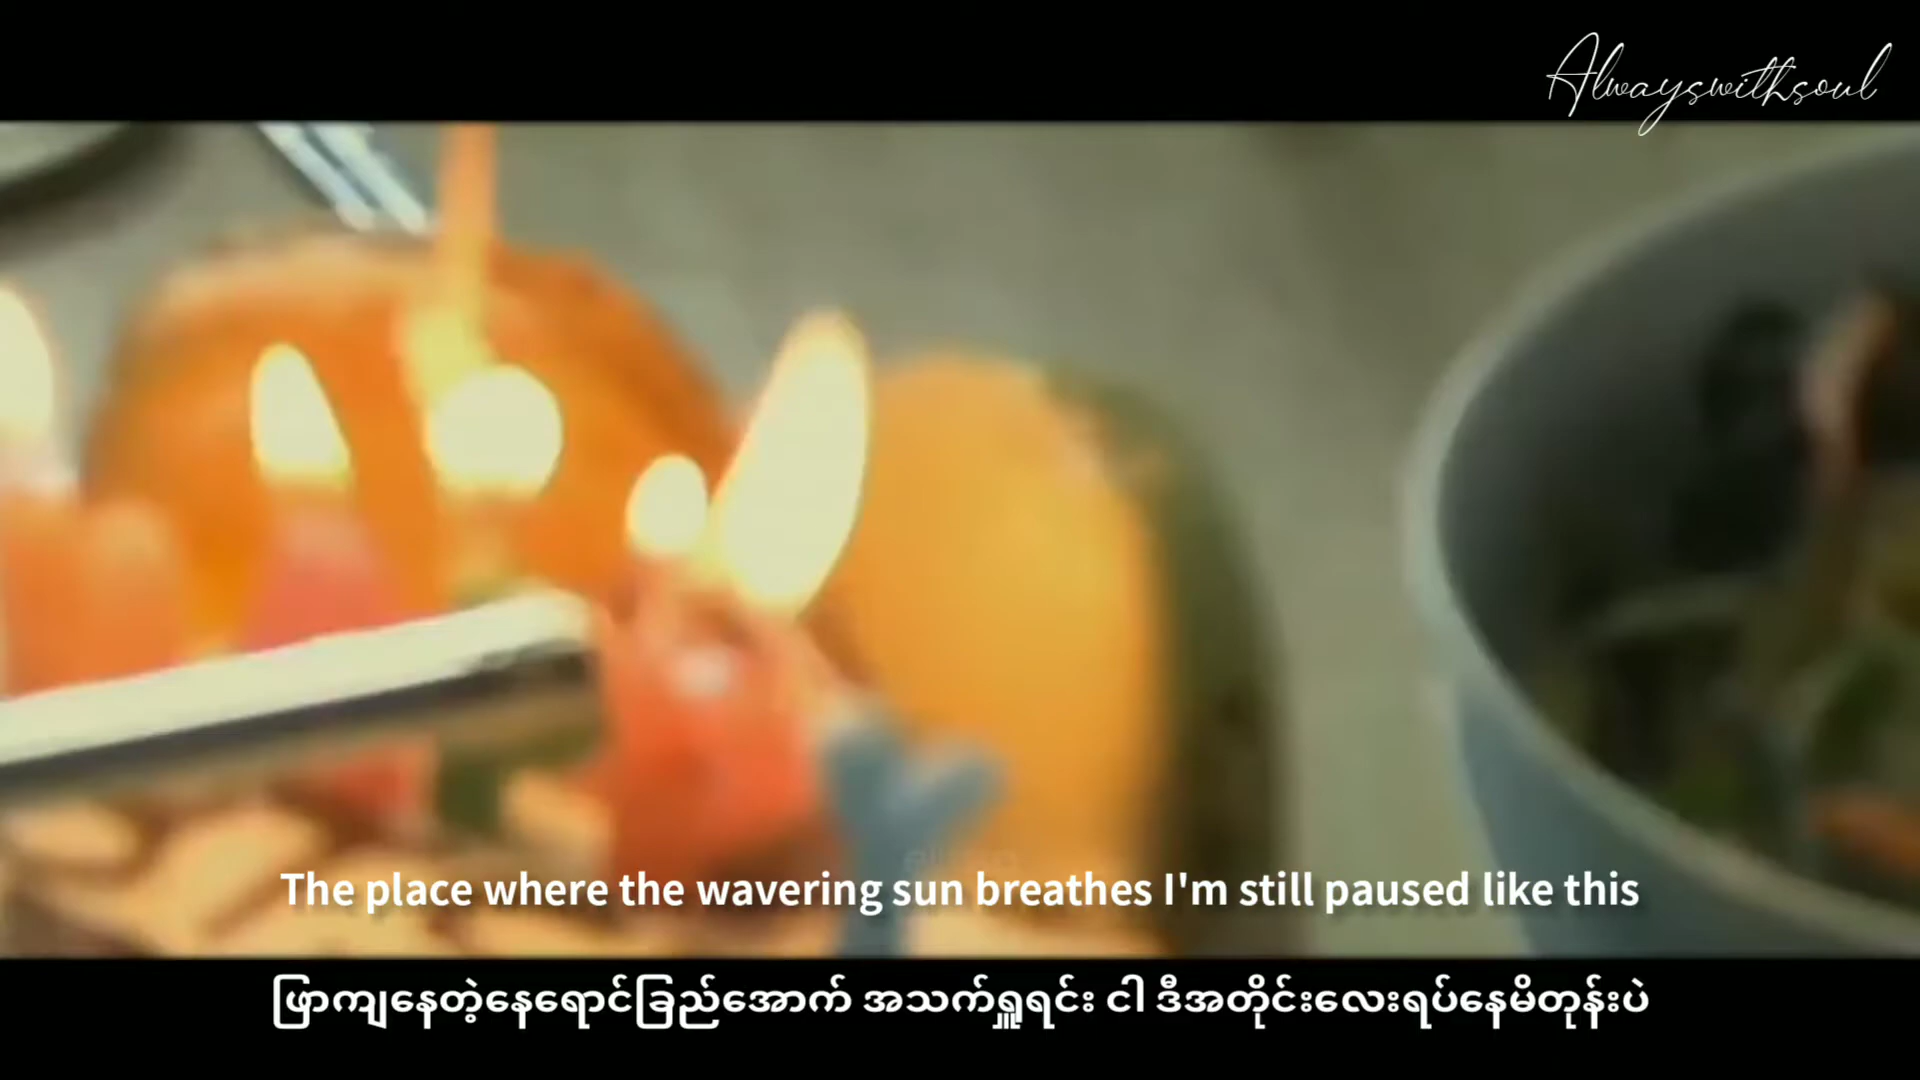 Alwayswithsoul
The place where the wavering sun breathes I'm still paused like this
ဖြာကျနေတဲ့နေရောင်ခြည်အောက် အသက်ရှူရင်း ငါ ဒီအတိုင်းလေးရပ်နေမိတုန်းပဲ